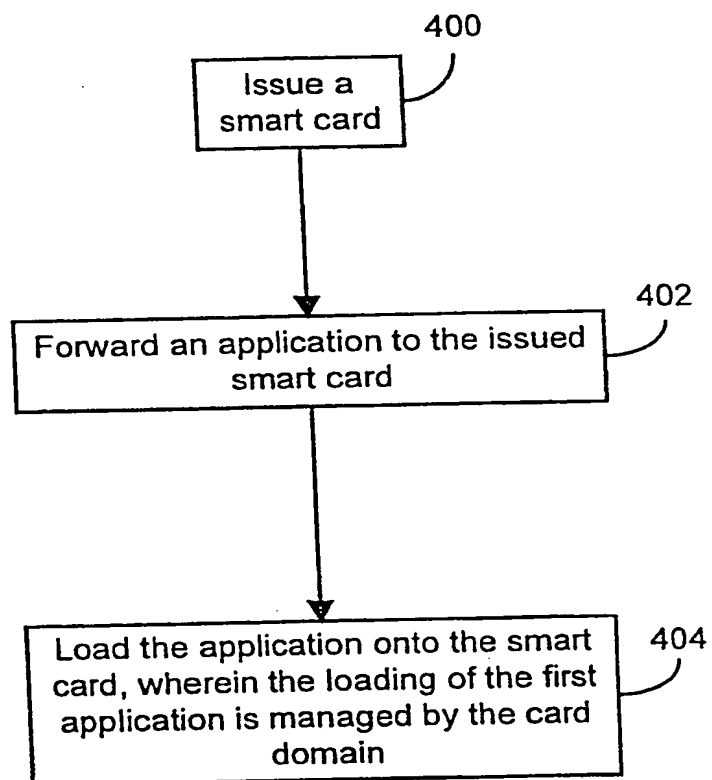 400
Issue a
smart card
402
Forward an application to the issued
smart card
404
Load the application onto the smart
card, wherein the loading of the first
application is managed by the card
domain